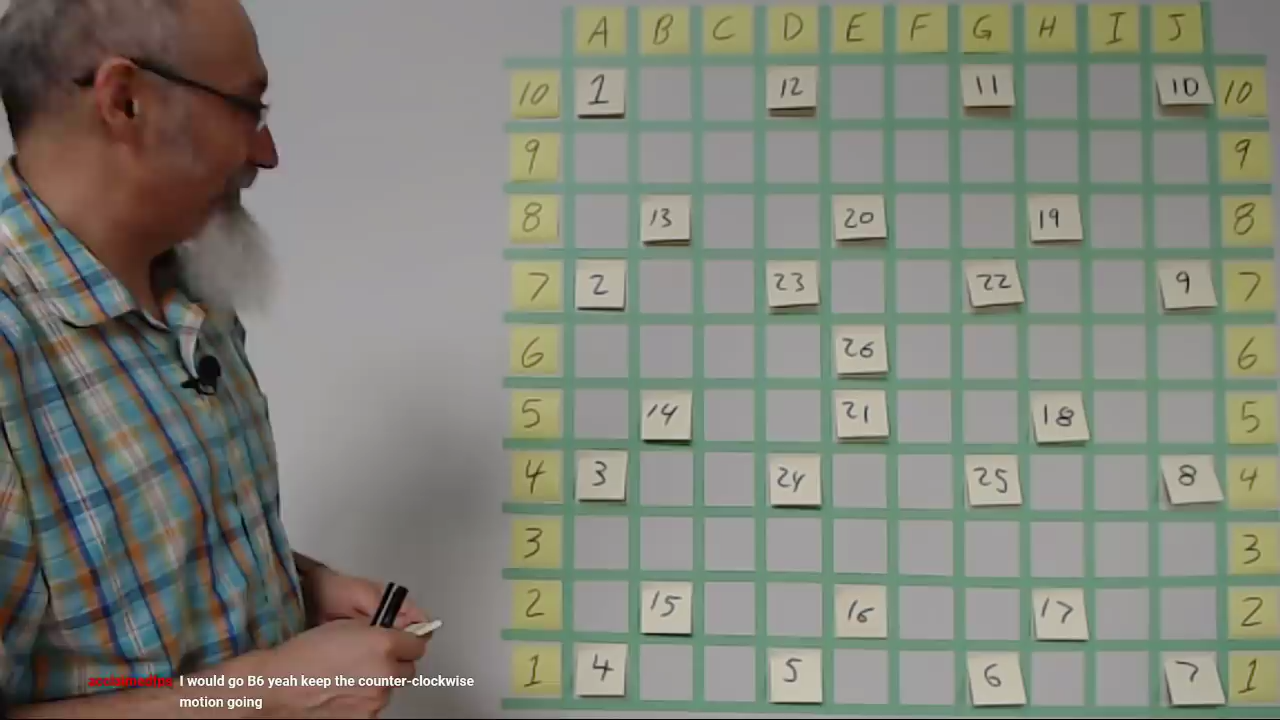 A B C D E F G H I J
10 1 12 11 10 10
9 9
8 13 20 19 8
7 2 23 22 9 7
6 26 6
5 14 21 18 5
4 3 24 25 8 4
3 3
2 15 16 17 2
1 4 5 6 7 1
I would go B6 yeah keep the counter-clockwise
motion going